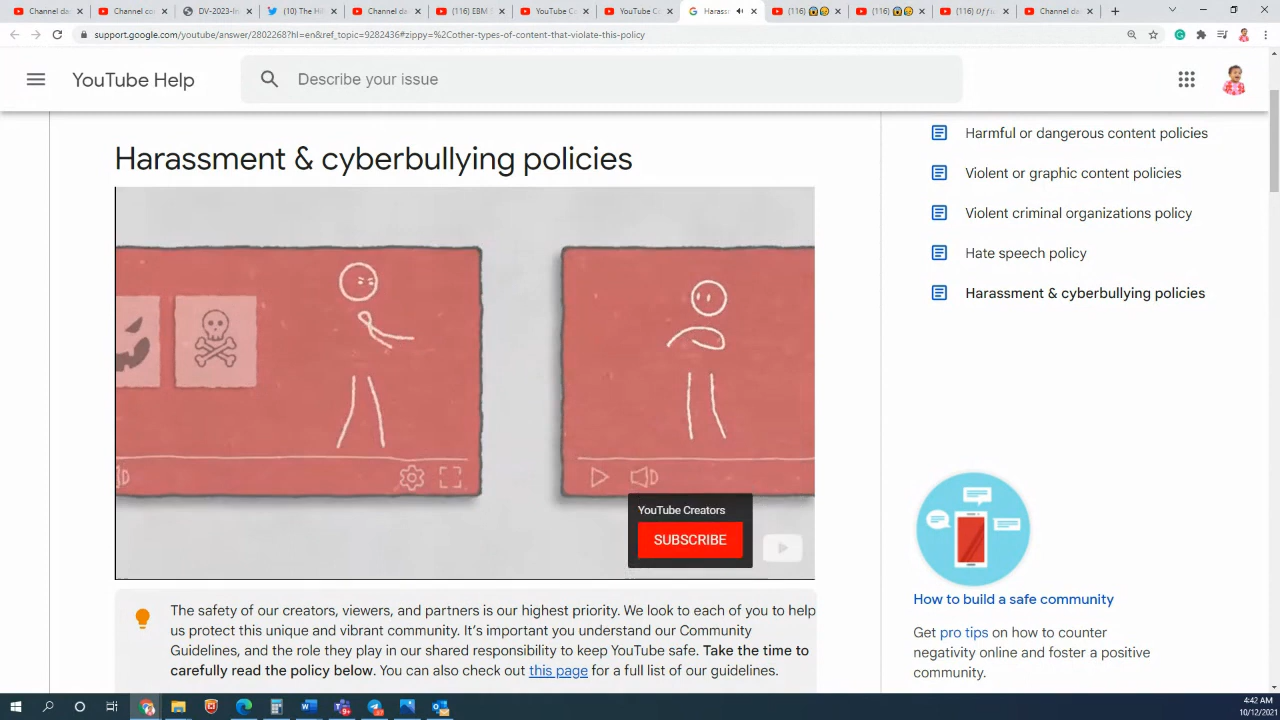 Channel da
Channel co
DV-2023-In
(10) The Hi
Channel da
(116) EBM
YouTube C
YouTube C
Harass
(116)
(116)
(116)
Channel da
support.google.com/youtube/answer/2802268?hl=en&ref_topic=9282436#zippy=%2Cother-types-of-content-that-violate-this-policy
YouTube Help
Describe your issue
Harassment & cyberbullying policies
YouTube Creators
SUBSCRIBE
The safety of our creators, viewers, and partners is our highest priority. We look to each of you to help
us protect this unique and vibrant community. It’s important you understand our Community
Guidelines, and the role they play in our shared responsibility to keep YouTube safe. Take the time to
carefully read the policy below. You can also check out this page for a full list of our guidelines.
Harmful or dangerous content policies
Violent or graphic content policies
Violent criminal organizations policy
Hate speech policy
Harassment & cyberbullying policies
How to build a safe community
Get pro tips on how to counter
negativity online and foster a positive
community.
4:42 AM
10/12/2021